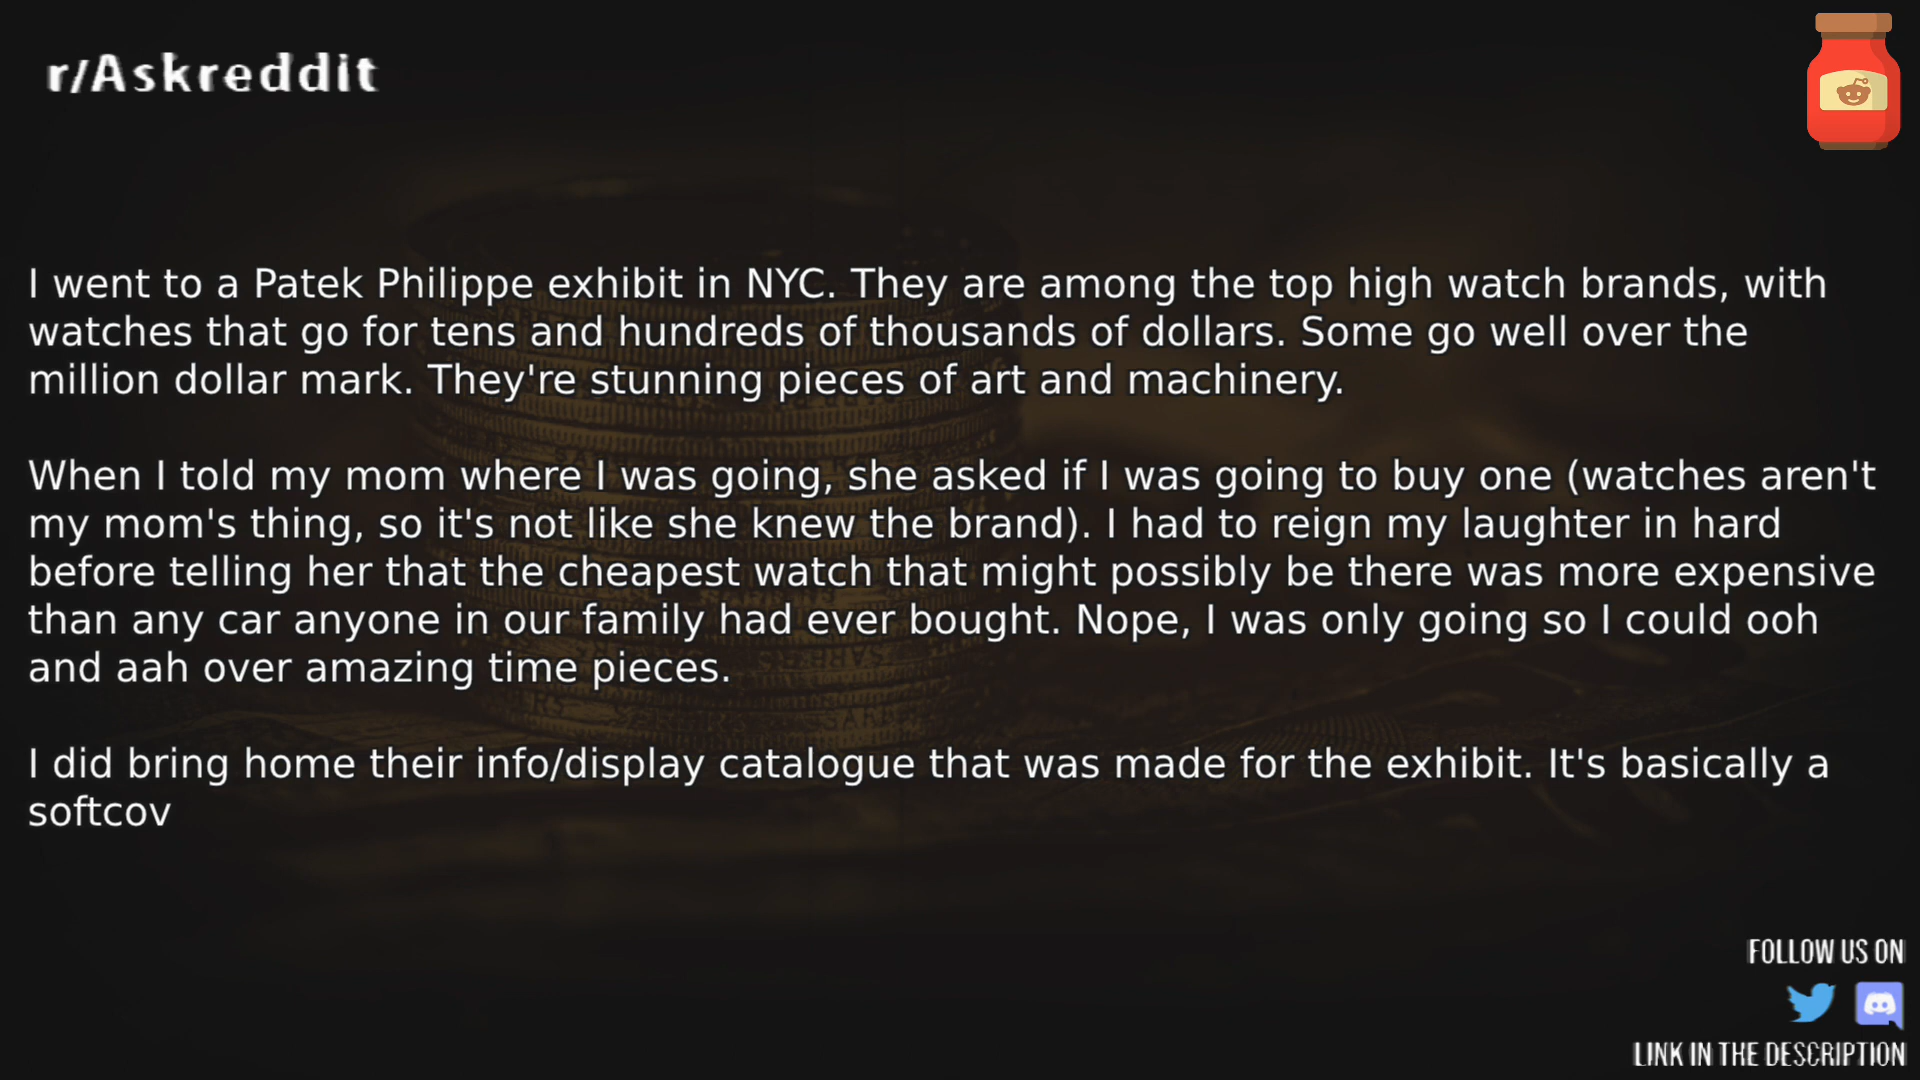 r/Askreddit
I went to a Patek Philippe exhibit in NYC. They are among the top high watch brands, with
watches that go for tens and hundreds of thousands of dollars. Some go well over the
million dollar mark. They're stunning pieces of art and machinery.
When I told my mom where I was going, she asked if I was going to buy one (watches aren't
my mom's thing, so it's not like she knew the brand). I had to reign my laughter in hard
before telling her that the cheapest watch that might possibly be there was more expensive
than any car anyone in our family had ever bought. Nope, I was only going so I could ooh
and aah over amazing time pieces.
I did bring home their info/display catalogue that was made for the exhibit. It's basically a
softcov
FOLLOW US ON
LINK IN THE DESCRIPTION